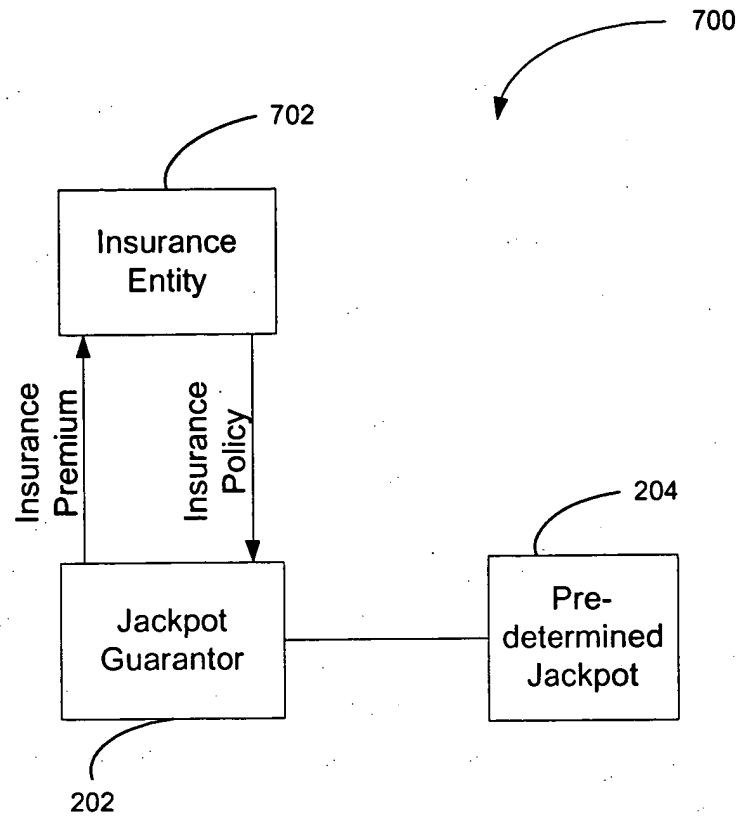 700
702
Insurance
Entity
Insurance
Premium
Insurance
Policy
204
Jackpot
Guarantor
Pre-
determined
Jackpot
202